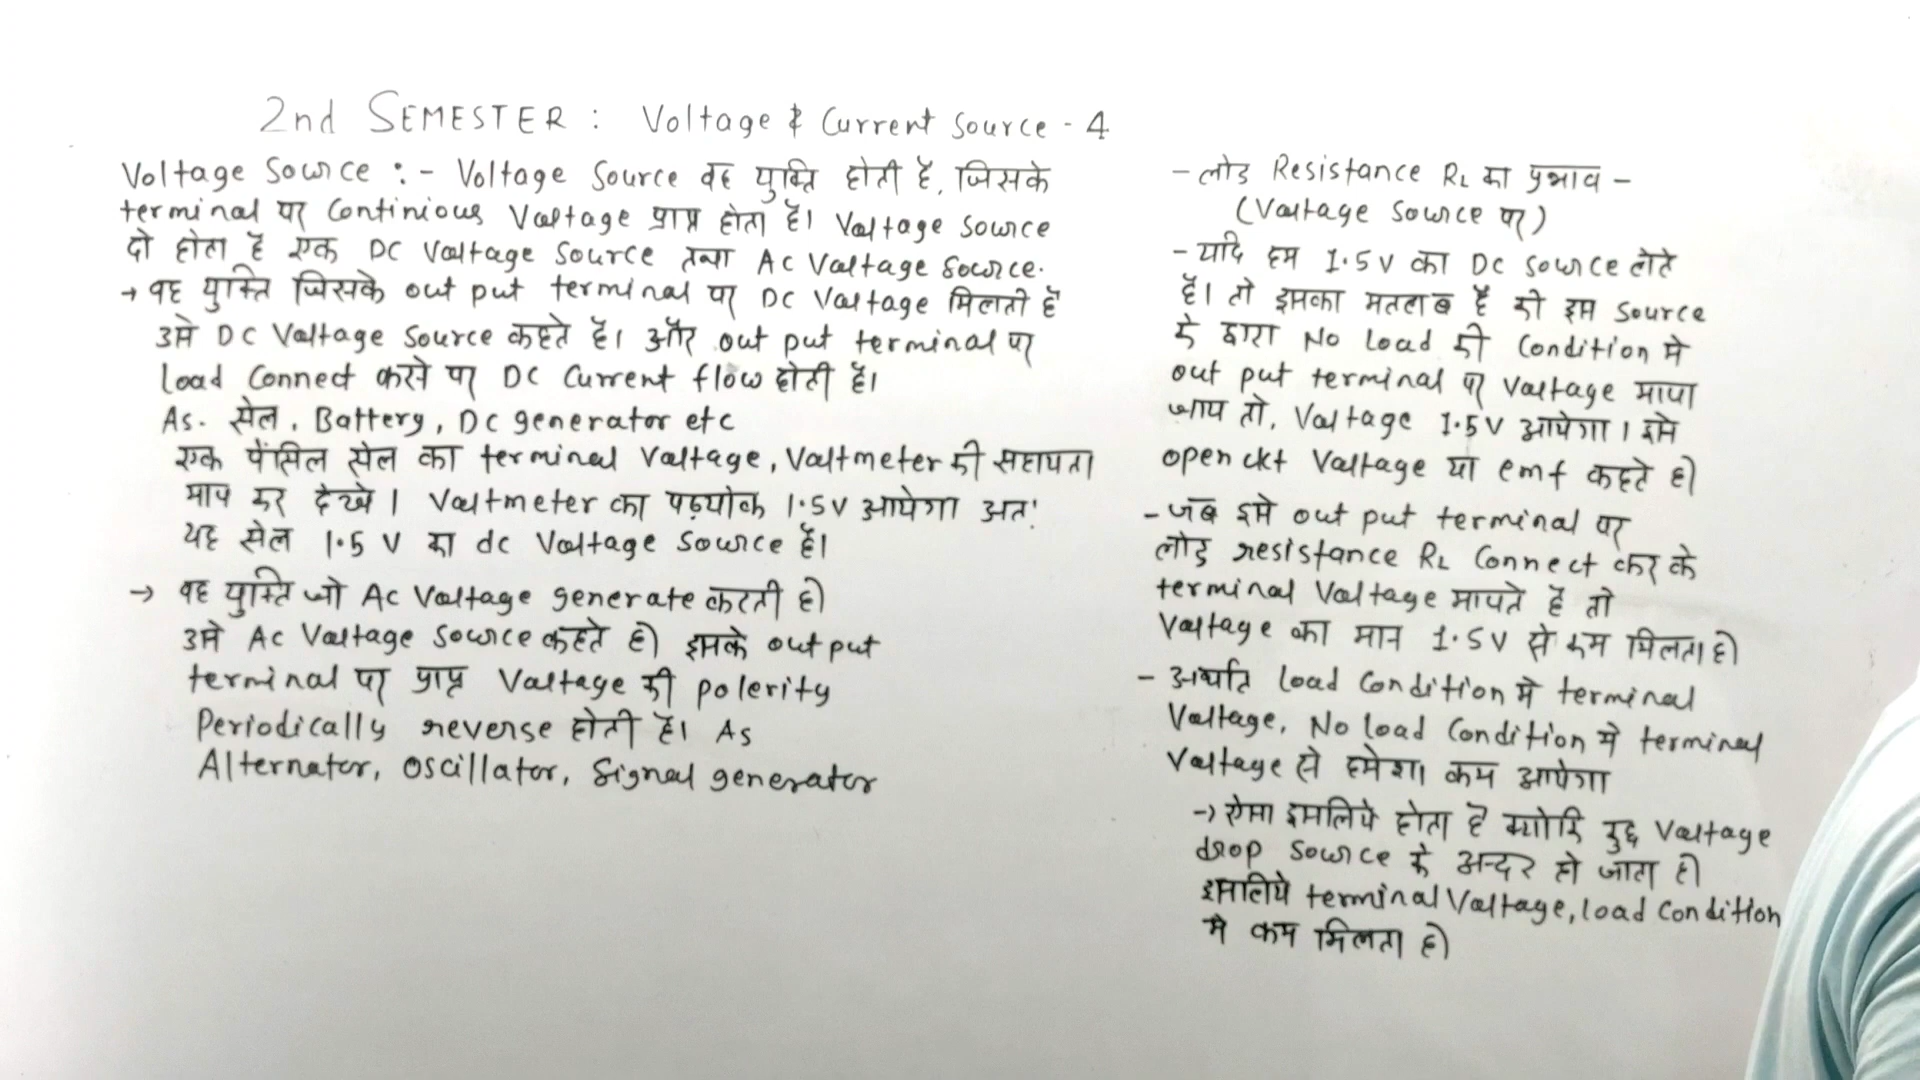 2nd SEMESTER : Voltage & Current Source - 4
Voltage Source :- Voltage Source वह युक्ति होती है, जिसके
terminal पर Continious Voltage प्राप्त होता है। Voltage Source
दो होता है एक DC Voltage Source तथा AC Voltage Source.
→ वह युक्ति जिसके out put terminal पर DC Voltage मिलती है
उसे DC Voltage Source कहते है। और out put terminal पर
Load Connect करने पर DC Current flow होती है।
As. सेल, Battery, DC generator etc
एक पेंसिल सेल का terminal Voltage, Voltmeter की सहायता
माप कर देखे। Voltmeter का पढ़योक 1.5V आयेगा अत:
यह सेल 1.5 V का dc Voltage Source है।
→ वह युक्ति जो AC Voltage generate करती है।
उसे AC Voltage Source कहते है। इसके out put
terminal पर प्राप्त Voltage की polerity
Periodically reverse होती है। As
Alternator, Oscillator, Signal generator
- लोड Resistance RL का प्रभाव -
(Voltage Source पर)
- यदि हम 1.5V का DC Source लेते
है। तो इसका मतलब है की इस Source
के द्वारा No Load की Condition मे
out put terminal पर Voltage मापा
जाय तो, Voltage 1.5V आयेगा। इसे
open ckt Voltage या emf कहते है।
- जब इसे out put terminal पर
लोड resistance RL Connect कर के
terminal Voltage मापते है तो
Voltage का मान 1.5V से कम मिलता है।
- अर्थात Load Condition मे terminal
Voltage, No load Condition मे terminal
Voltage से हमेशा कम आयेगा
→ ऐसा इसलिये होता है क्योकि कुछ Voltage
drop Source के अन्दर हो जाता है।
इसलिये terminal Voltage, load Condition
मे कम मिलता है।